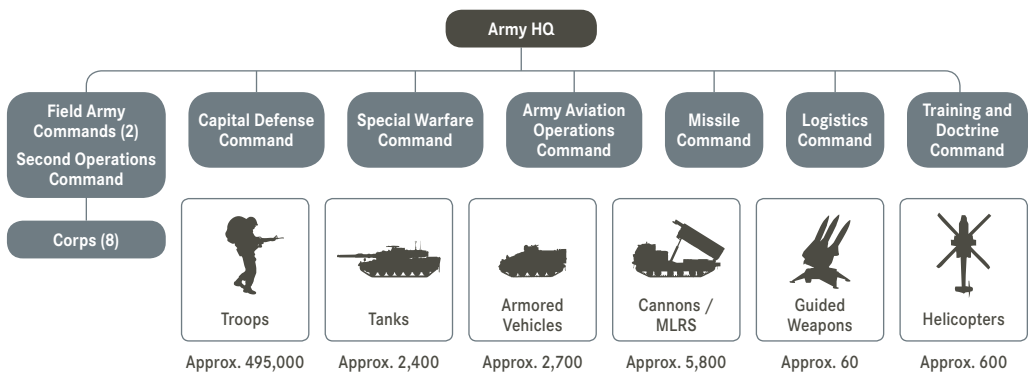 Army HQ
Field Army
Commands (2)
Second Operations
Command
Capital Defense
Command
Special Warfare
Command
Army Aviation
Operations
Command
Missile
Command
Logistics
Command
Training and
Doctrine
Command
Corps (8)
Troops
Tanks
Armored
Vehicles
Cannons /
MLRS
Guided
Weapons
Helicopters
Approx. 495,000
Approx. 2,400
Approx. 2,700
Approx. 5,800
Approx. 60
Approx. 600